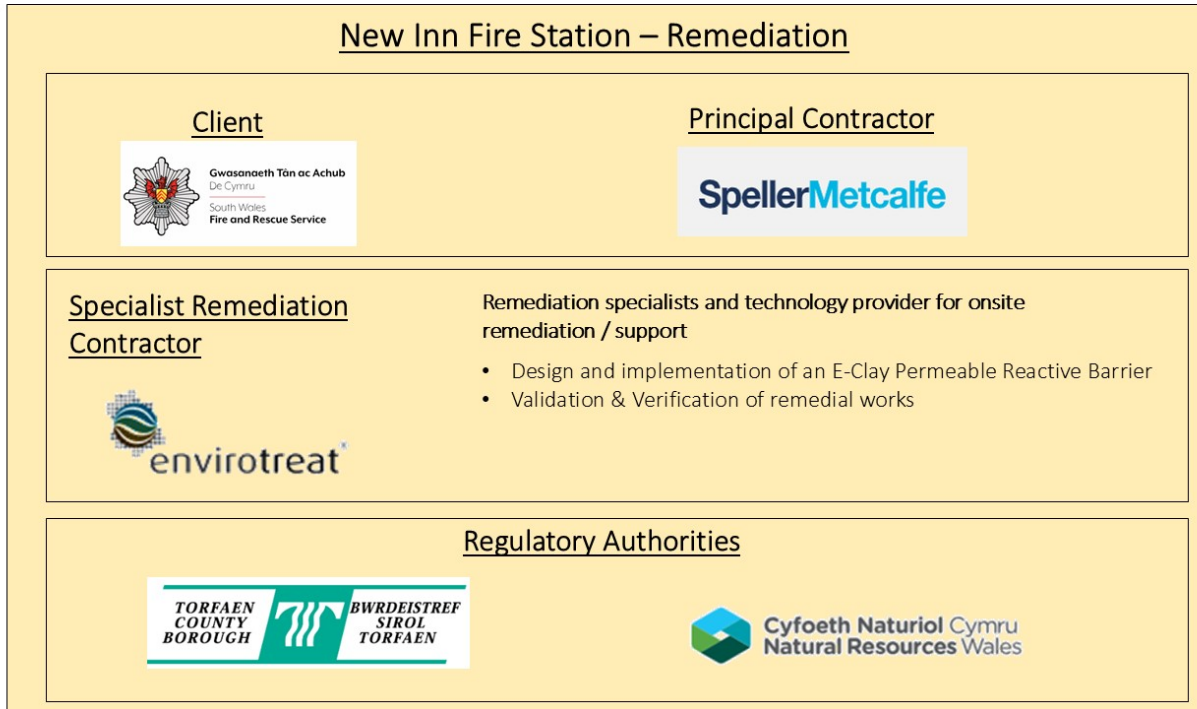 New Inn Fire Station – Remediation
Client
Gwasanaeth Tân ac Achub
De Cymru
South Wales
Fire and Rescue Service
Principal Contractor
SpellerMetcalfe
Specialist Remediation
Contractor
envirotreat
Remediation specialists and technology provider for onsite
remediation / support
• Design and implementation of an E-Clay Permeable Reactive Barrier
• Validation & Verification of remedial works
Regulatory Authorities
TORFAEN
COUNTY
BOROUGH
BWRDEISTREF
SIROL
TORFAEN
Cyfoeth Naturiol Cymru
Natural Resources Wales